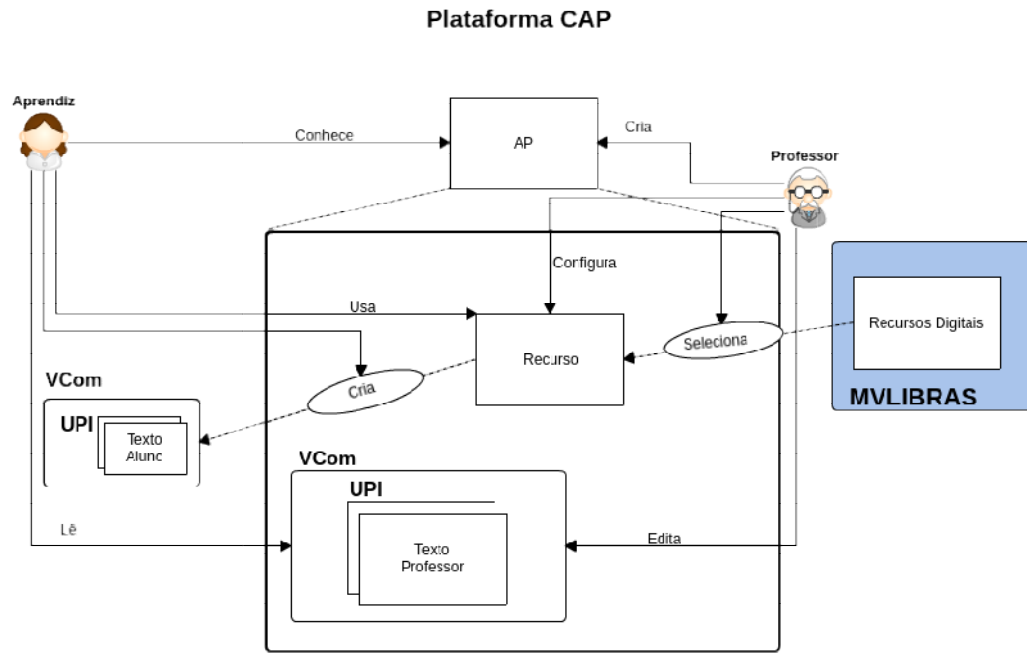 Plataforma CAP
Aprendiz
Conhece
AP
Cria
Professor
Configura
Usa
Recurso
Seleciona
Recursos Digitais
MVLIBRAS
Cria
VCom
UPI
Texto
Alunc
VCom
UPI
Texto
Professor
Lê
Edita